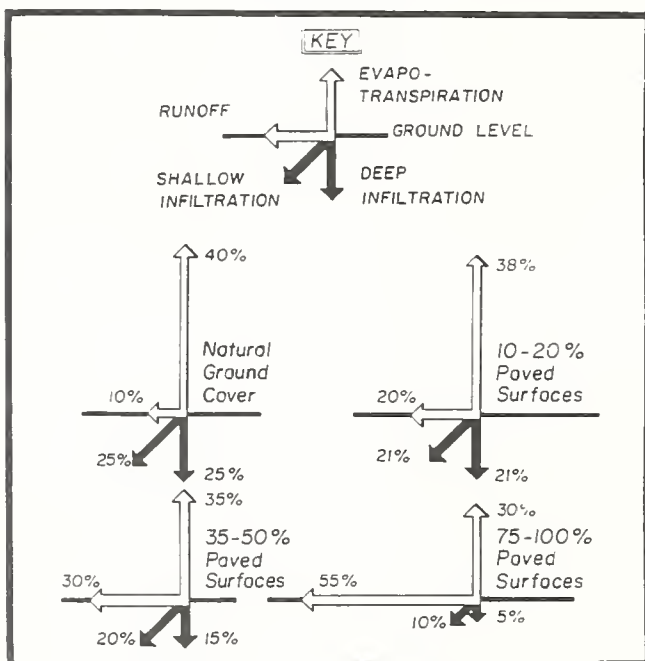 KEY
EVAPO-
TRANSPIRATION
RUNOFF
GROUND LEVEL
SHALLOW
INFILTRATION
DEEP
INFILTRATION
40%
Natural
Ground
Cover
10%
25%
25%
38%
10-20%
Paved
Surfaces
20%
21%
21%
35%
35-50%
Paved
Surfaces
30%
20%
15%
30%
75-100%
Paved
Surfaces
55%
10%
5%